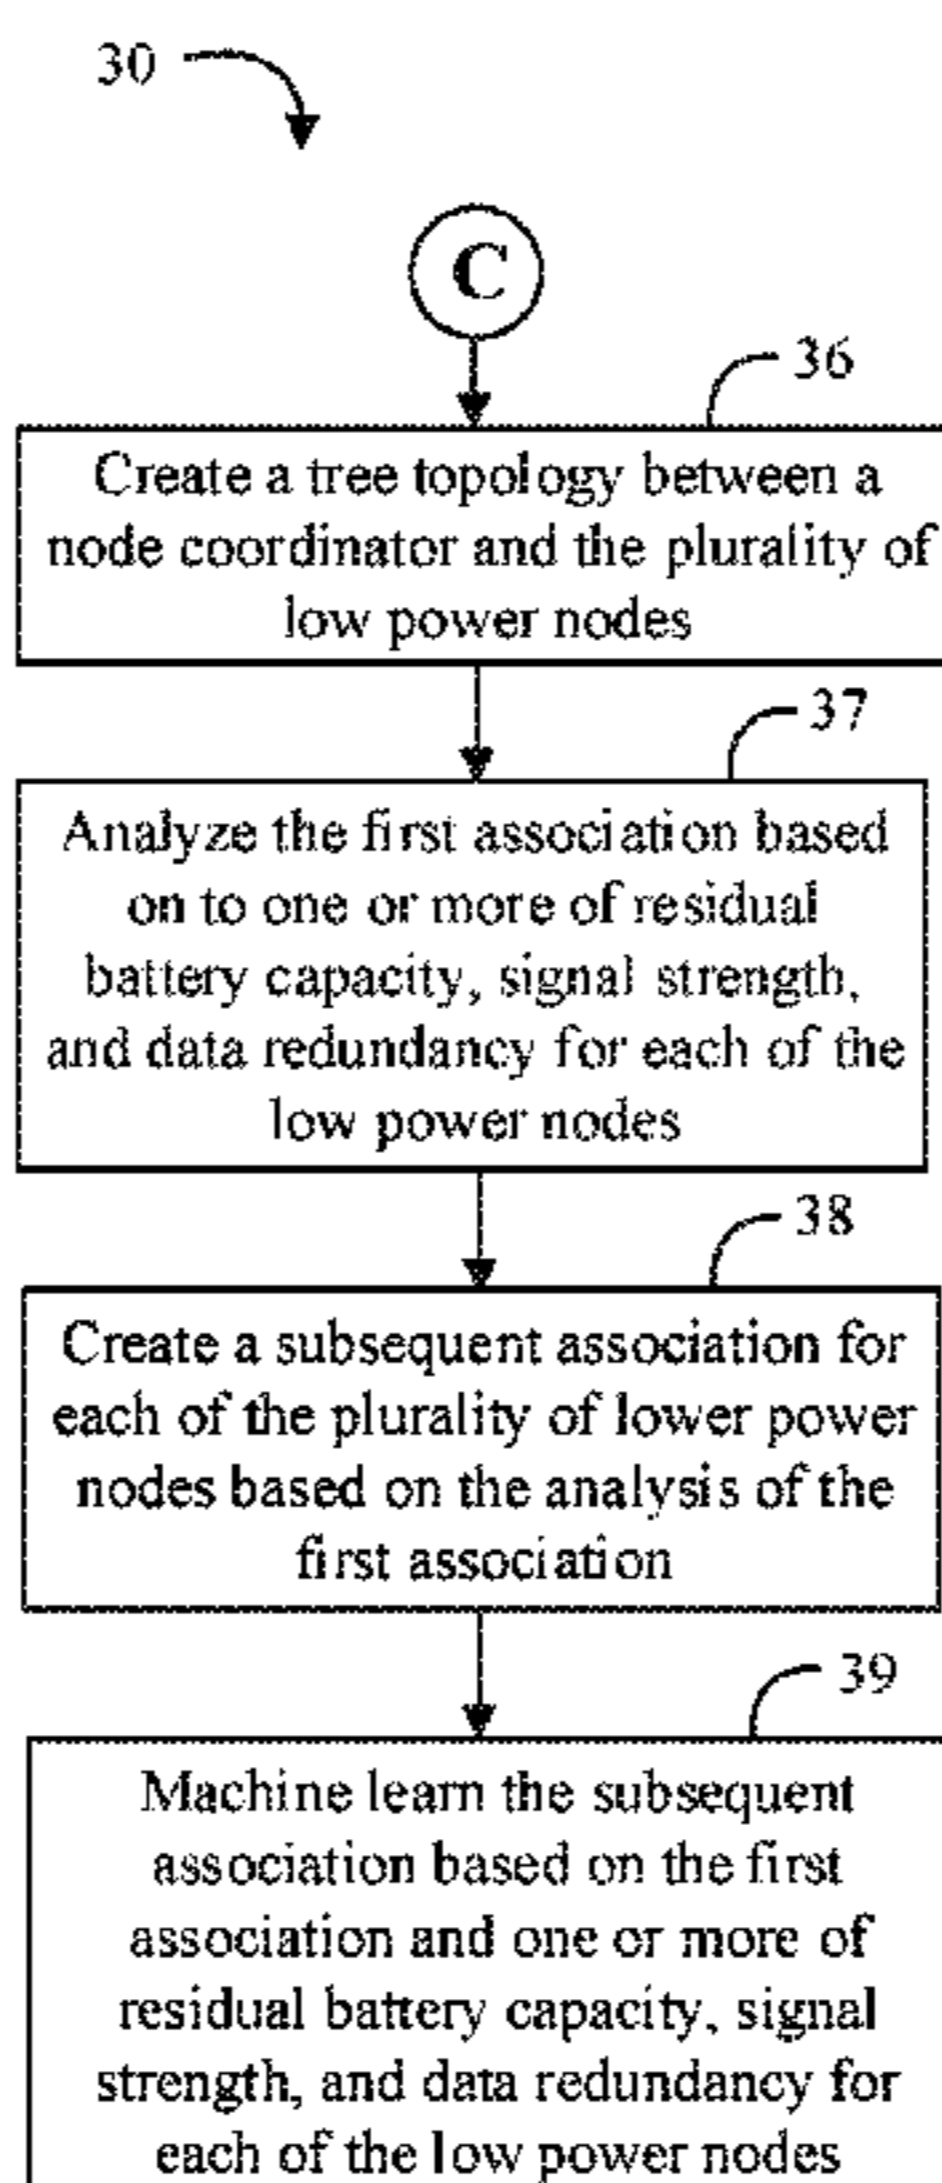 30
C
36
Create a tree topology between a
node coordinator and the plurality of
low power nodes
37
Analyze the first association based
on to one or more of residual
battery capacity, signal strength,
and data redundancy for each of the
low power nodes
38
Create a subsequent association for
each of the plurality of lower power
nodes based on the analysis of the
first association
39
Machine learn the subsequent
association based on the first
association and one or more of
residual battery capacity, signal
strength, and data redundancy for
each of the low power nodes